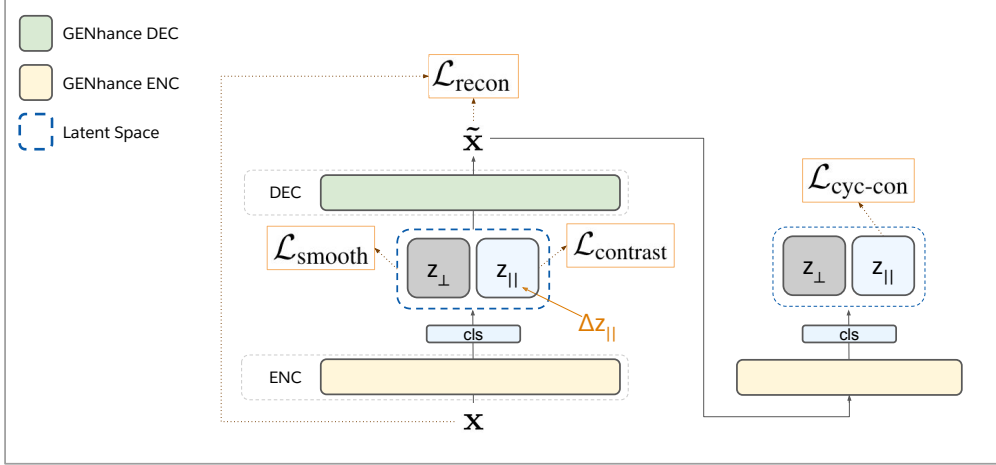 GENhance DEC
GENhance ENC
Latent Space
ℒrecon
x̃
DEC
ℒsmooth
z⊥
z||
ℒcontrast
Δz||
cls
ENC
x
ℒcyc-con
z⊥
z||
cls